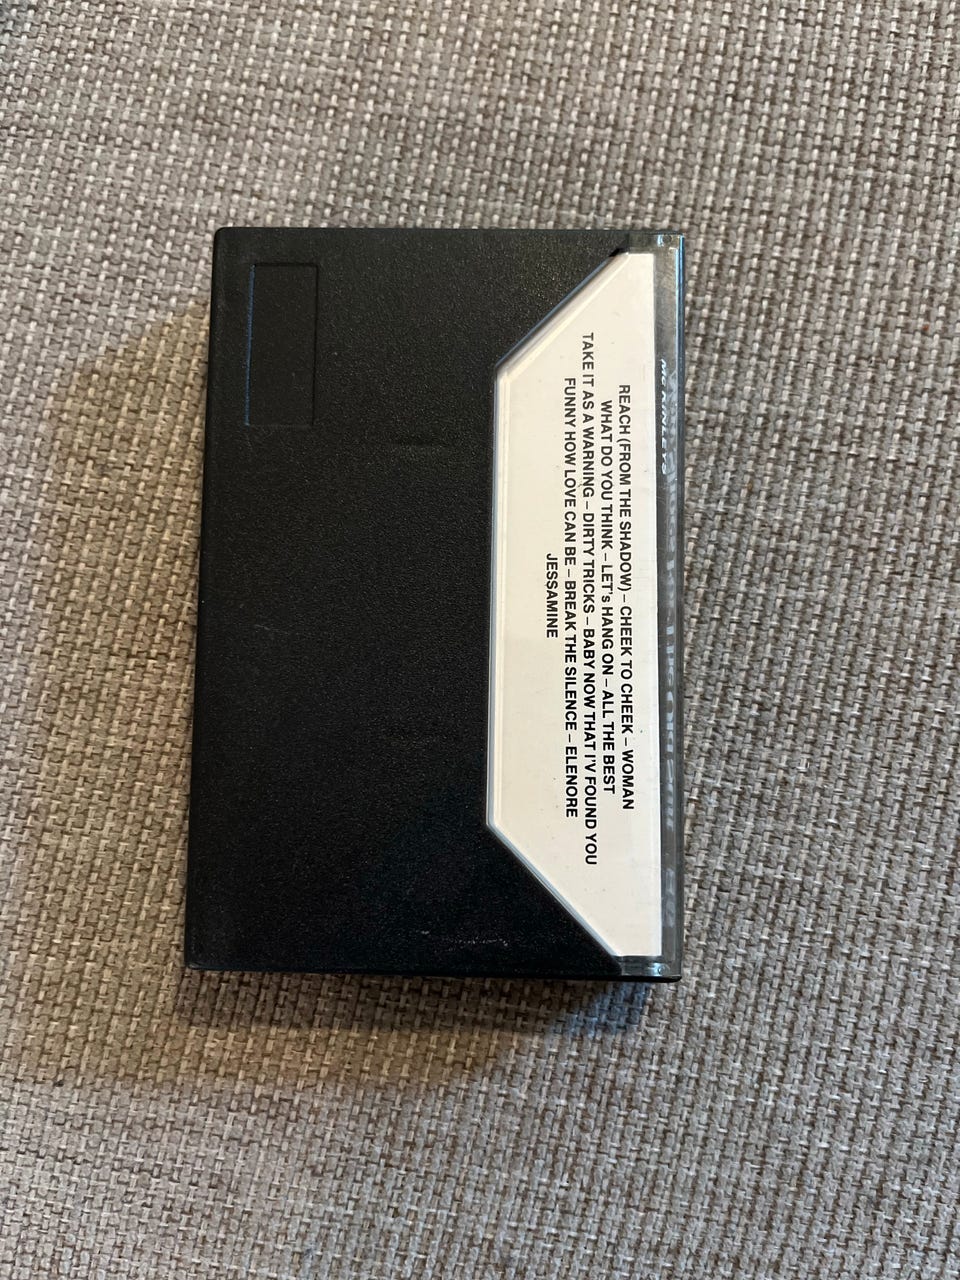 REACH (FROM THE SHADOW) – CHEEK TO CHEEK – WOMAN
WHAT DO YOU THINK – LET's HANG ON – ALL THE BEST
TAKE IT AS A WARNING – DIRTY TRICKS – BABY NOW THAT I'V FOUND YOU
FUNNY HOW LOVE CAN BE – BREAK THE SILENCE – ELENORE
JESSAMINE
McKINLEYS